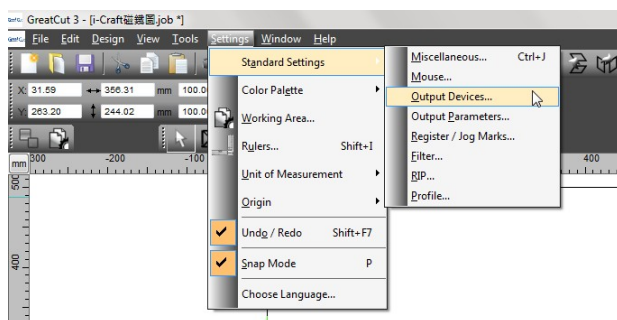 GreatCut 3 - [i-Craft磁鐵圖.job *]
File Edit Design View Tools Settings Window Help
X: 31.59 356.31 mm 100.0
Y: 263.20 244.02 mm 100.0
mm 300 -200 -100 400
500
400
Standard Settings
Color Palette
Working Area...
Rulers... Shift+I
Unit of Measurement
Origin
Undo / Redo Shift+F7
Snap Mode P
Choose Language...
Miscellaneous... Ctrl+J
Mouse...
Output Devices...
Output Parameters...
Register / Jog Marks...
Filter...
RIP...
Profile...